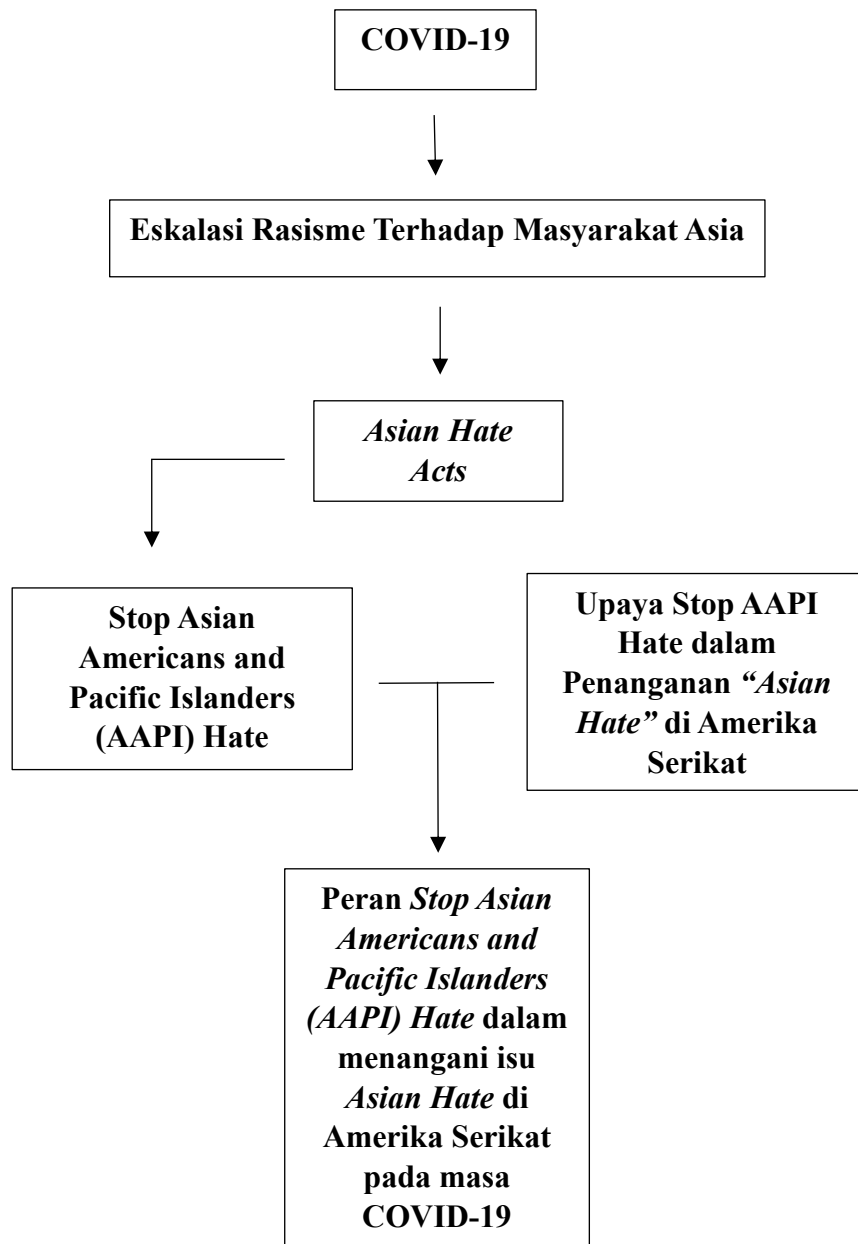 COVID-19
Eskalasi Rasisme Terhadap Masyarakat Asia
Asian Hate
Acts
Stop Asian
Americans and
Pacific Islanders
(AAPI) Hate
Upaya Stop AAPI
Hate dalam
Penanganan “Asian
Hate” di Amerika
Serikat
Peran Stop Asian
Americans and
Pacific Islanders
(AAPI) Hate dalam
menangani isu
Asian Hate di
Amerika Serikat
pada masa
COVID-19